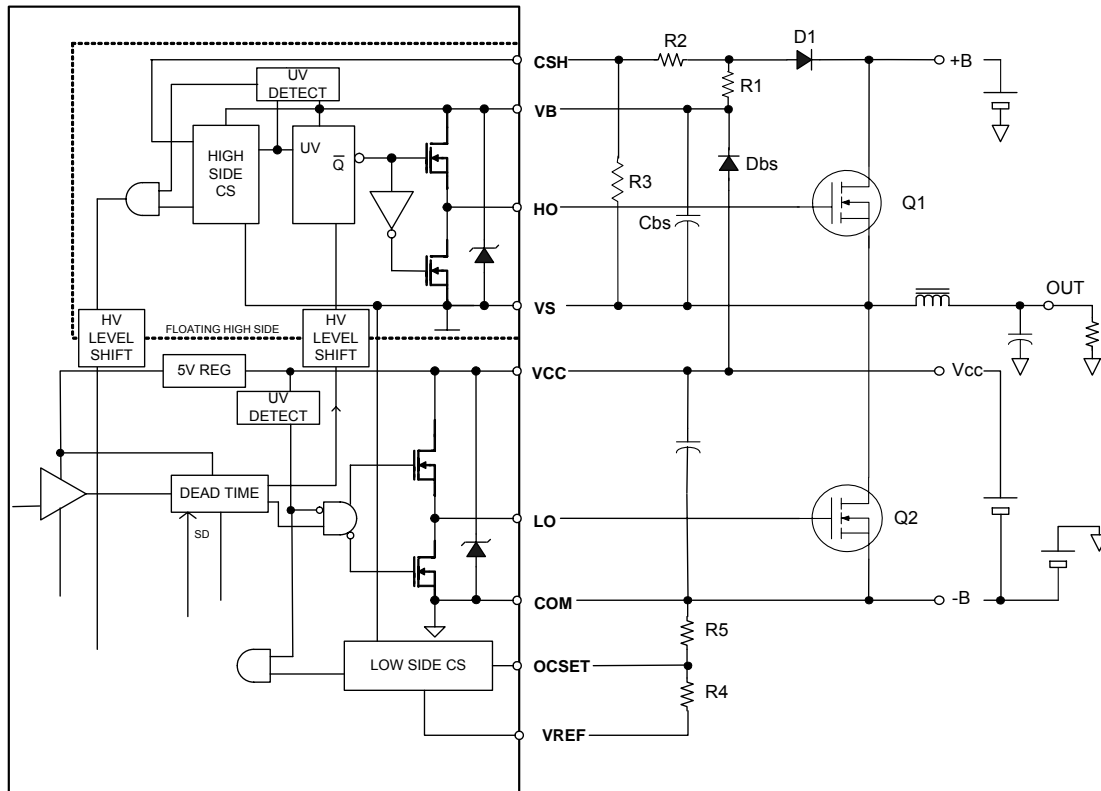 CSH
R2
D1
+B
UV
DETECT
R1
VB
HIGH
SIDE
CS
UV
Q
Dbs
R3
HO
Q1
Cbs
OUT
VS
HV
LEVEL
SHIFT
FLOATING HIGH SIDE
HV
LEVEL
SHIFT
5V REG
VCC
Vcc
UV
DETECT
DEAD TIME
LO
Q2
SD
COM
-B
R5
LOW SIDE CS
OCSET
R4
VREF